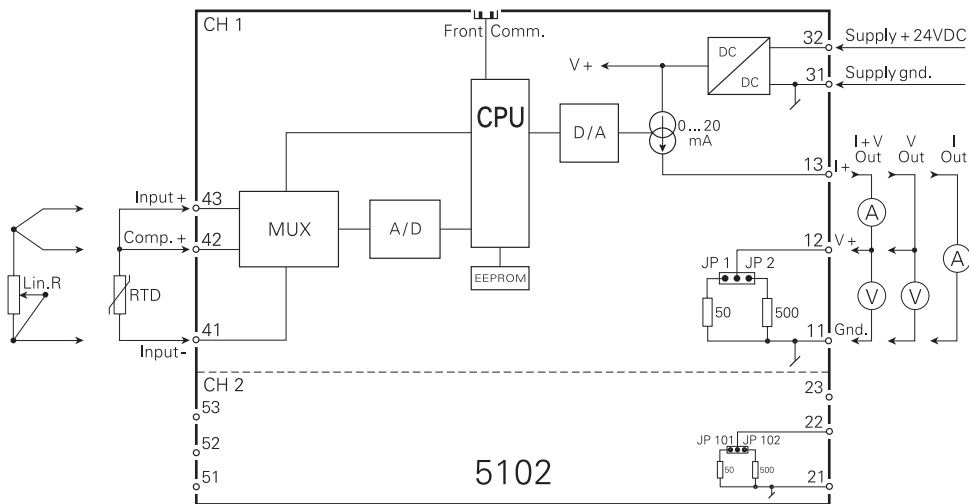 CH 1
Front Comm.
32
Supply + 24VDC
DC
V +
DC
31
Supply gnd.
CPU
D/A
0 ... 20
mA
I + V
Out
V
Out
I
Out
13
I +
Input +
43
MUX
A/D
A
Comp. +
42
12
V +
EEPROM
JP 1
JP 2
A
Lin.R
RTD
50
500
V
V
41
Input -
11
Gnd.
CH 2
23
53
22
52
JP 101
JP 102
50
500
51
5102
21